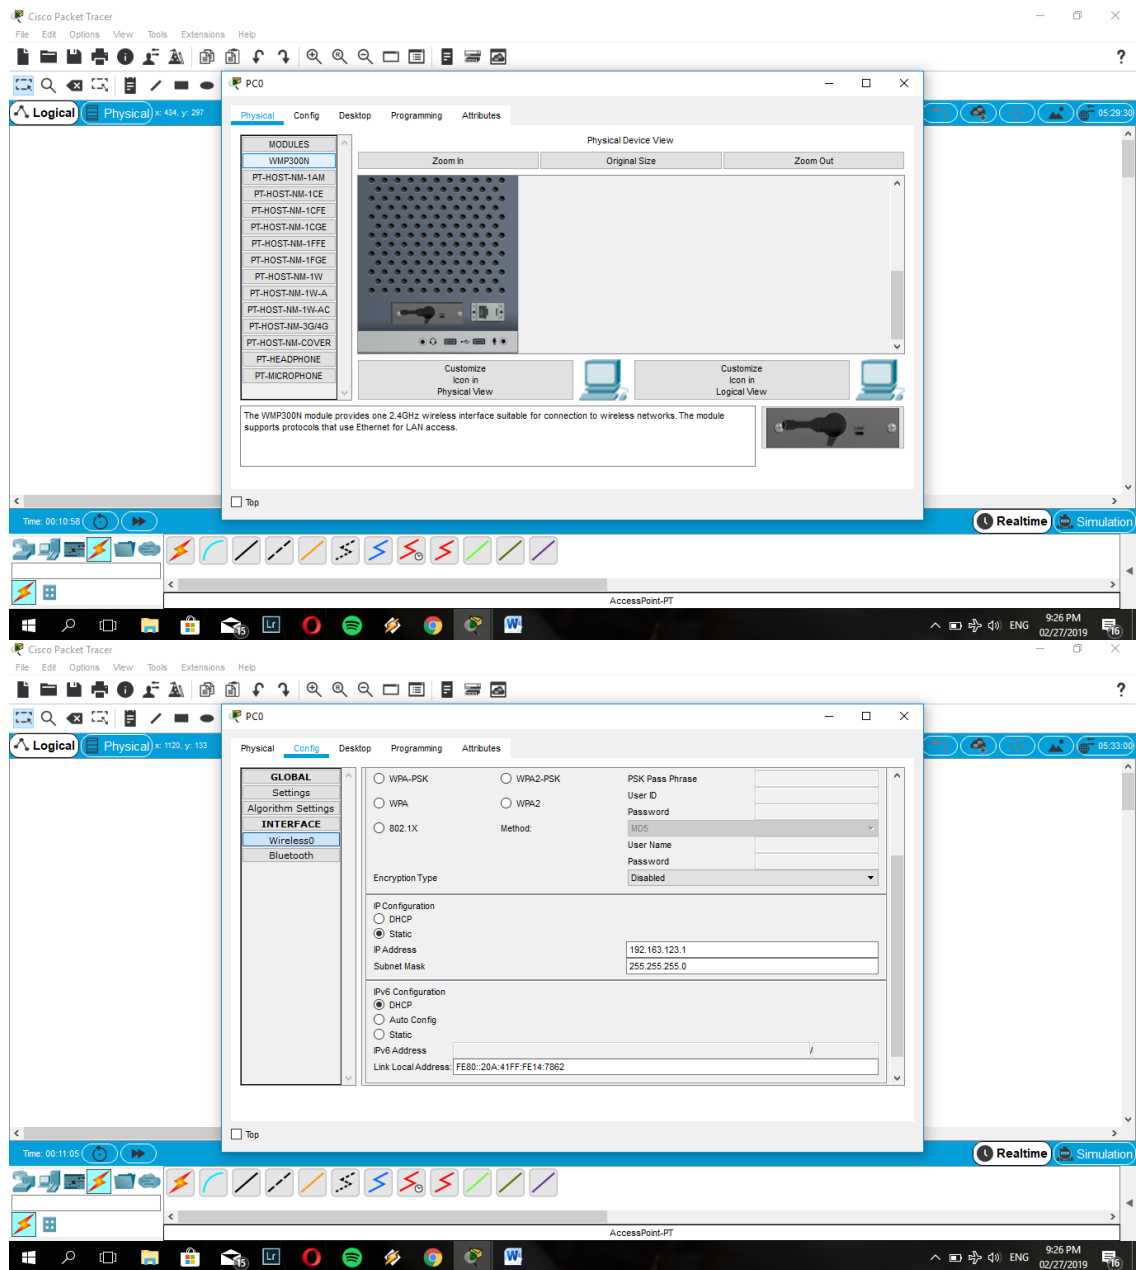 Cisco Packet Tracer
File Edit Options View Tools Extensions Help
?
PC0
Logical Physical x: 434, y: 297
05:29:30
Physical Config Desktop Programming Attributes
MODULES
WMP300N
PT-HOST-NM-1AM
PT-HOST-NM-1CE
PT-HOST-NM-1CFE
PT-HOST-NM-1CGE
PT-HOST-NM-1FFE
PT-HOST-NM-1FGE
PT-HOST-NM-1W
PT-HOST-NM-1W-A
PT-HOST-NM-1W-AC
PT-HOST-NM-3G/4G
PT-HOST-NM-COVER
PT-HEADPHONE
PT-MICROPHONE
Physical Device View
Zoom In Original Size Zoom Out
Customize
Icon in
Physical View
Customize
Icon in
Logical View
The WMP300N module provides one 2.4GHz wireless interface suitable for connection to wireless networks. The module
supports protocols that use Ethernet for LAN access.
Top
Time: 00:10:58
Realtime Simulation
AccessPoint-PT
15 Lr W ENG 9:26 PM
02/27/2019 16
Cisco Packet Tracer
File Edit Options View Tools Extensions Help
?
PC0
Logical Physical x: 1120, y: 133
05:33:00
Physical Config Desktop Programming Attributes
GLOBAL
Settings
Algorithm Settings
INTERFACE
Wireless0
Bluetooth
WPA-PSK WPA2-PSK PSK Pass Phrase
User ID
WPA WPA2
Password
802.1X Method: MD5
User Name
Password
Encryption Type Disabled
IP Configuration
DHCP
Static
IP Address 192.163.123.1
Subnet Mask 255.255.255.0
IPv6 Configuration
DHCP
Auto Config
Static
IPv6 Address /
Link Local Address: FE80::20A:41FF:FE14:7862
Top
Time: 00:11:05
Realtime Simulation
AccessPoint-PT
15 Lr W ENG 9:26 PM
02/27/2019 16